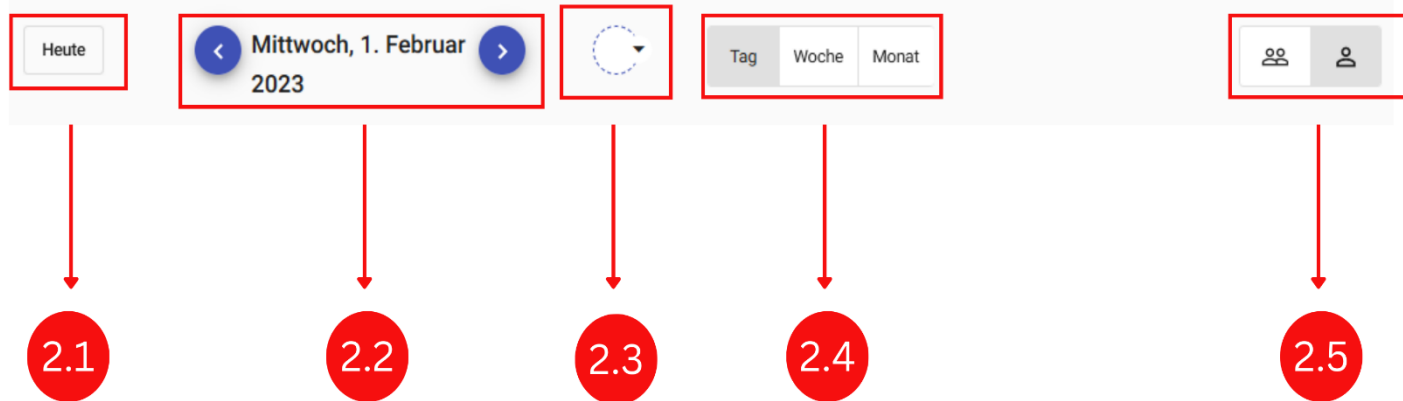 Heute
Mittwoch, 1. Februar
2023
Tag Woche Monat
2.1 2.2 2.3 2.4 2.5